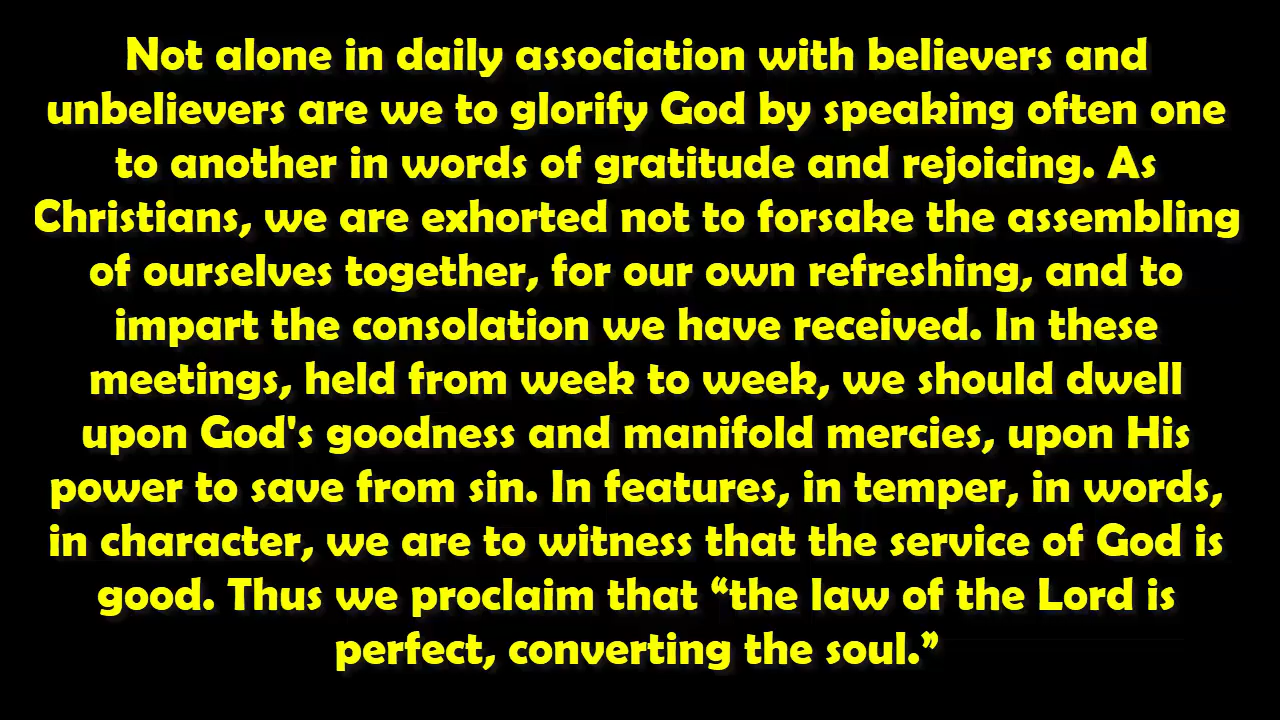 Not alone in daily association with believers and
unbelievers are we to glorify God by speaking often one
to another in words of gratitude and rejoicing. As
Christians, we are exhorted not to forsake the assembling
of ourselves together, for our own refreshing, and to
impart the consolation we have received. In these
meetings, held from week to week, we should dwell
upon God's goodness and manifold mercies, upon His
power to save from sin. In features, in temper, in words,
in character, we are to witness that the service of God is
good. Thus we proclaim that “the law of the Lord is
perfect, converting the soul.”